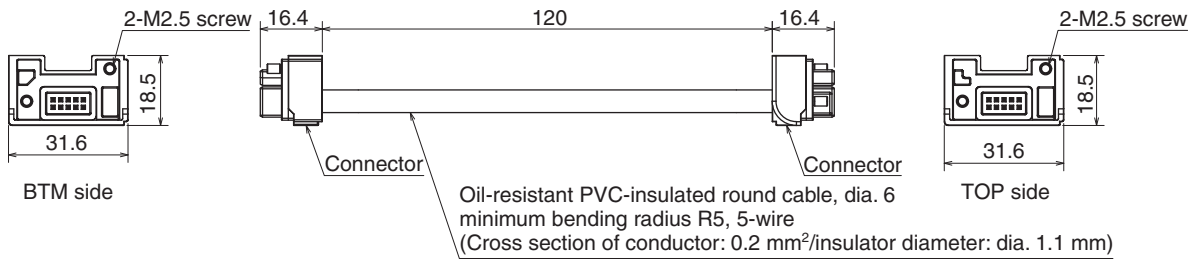 2-M2.5 screw
16.4
120
16.4
2-M2.5 screw
18.5
18.5
31.6
31.6
Connector
Connector
BTM side
TOP side
Oil-resistant PVC-insulated round cable, dia. 6
minimum bending radius R5, 5-wire
(Cross section of conductor: 0.2 mm²/insulator diameter: dia. 1.1 mm)